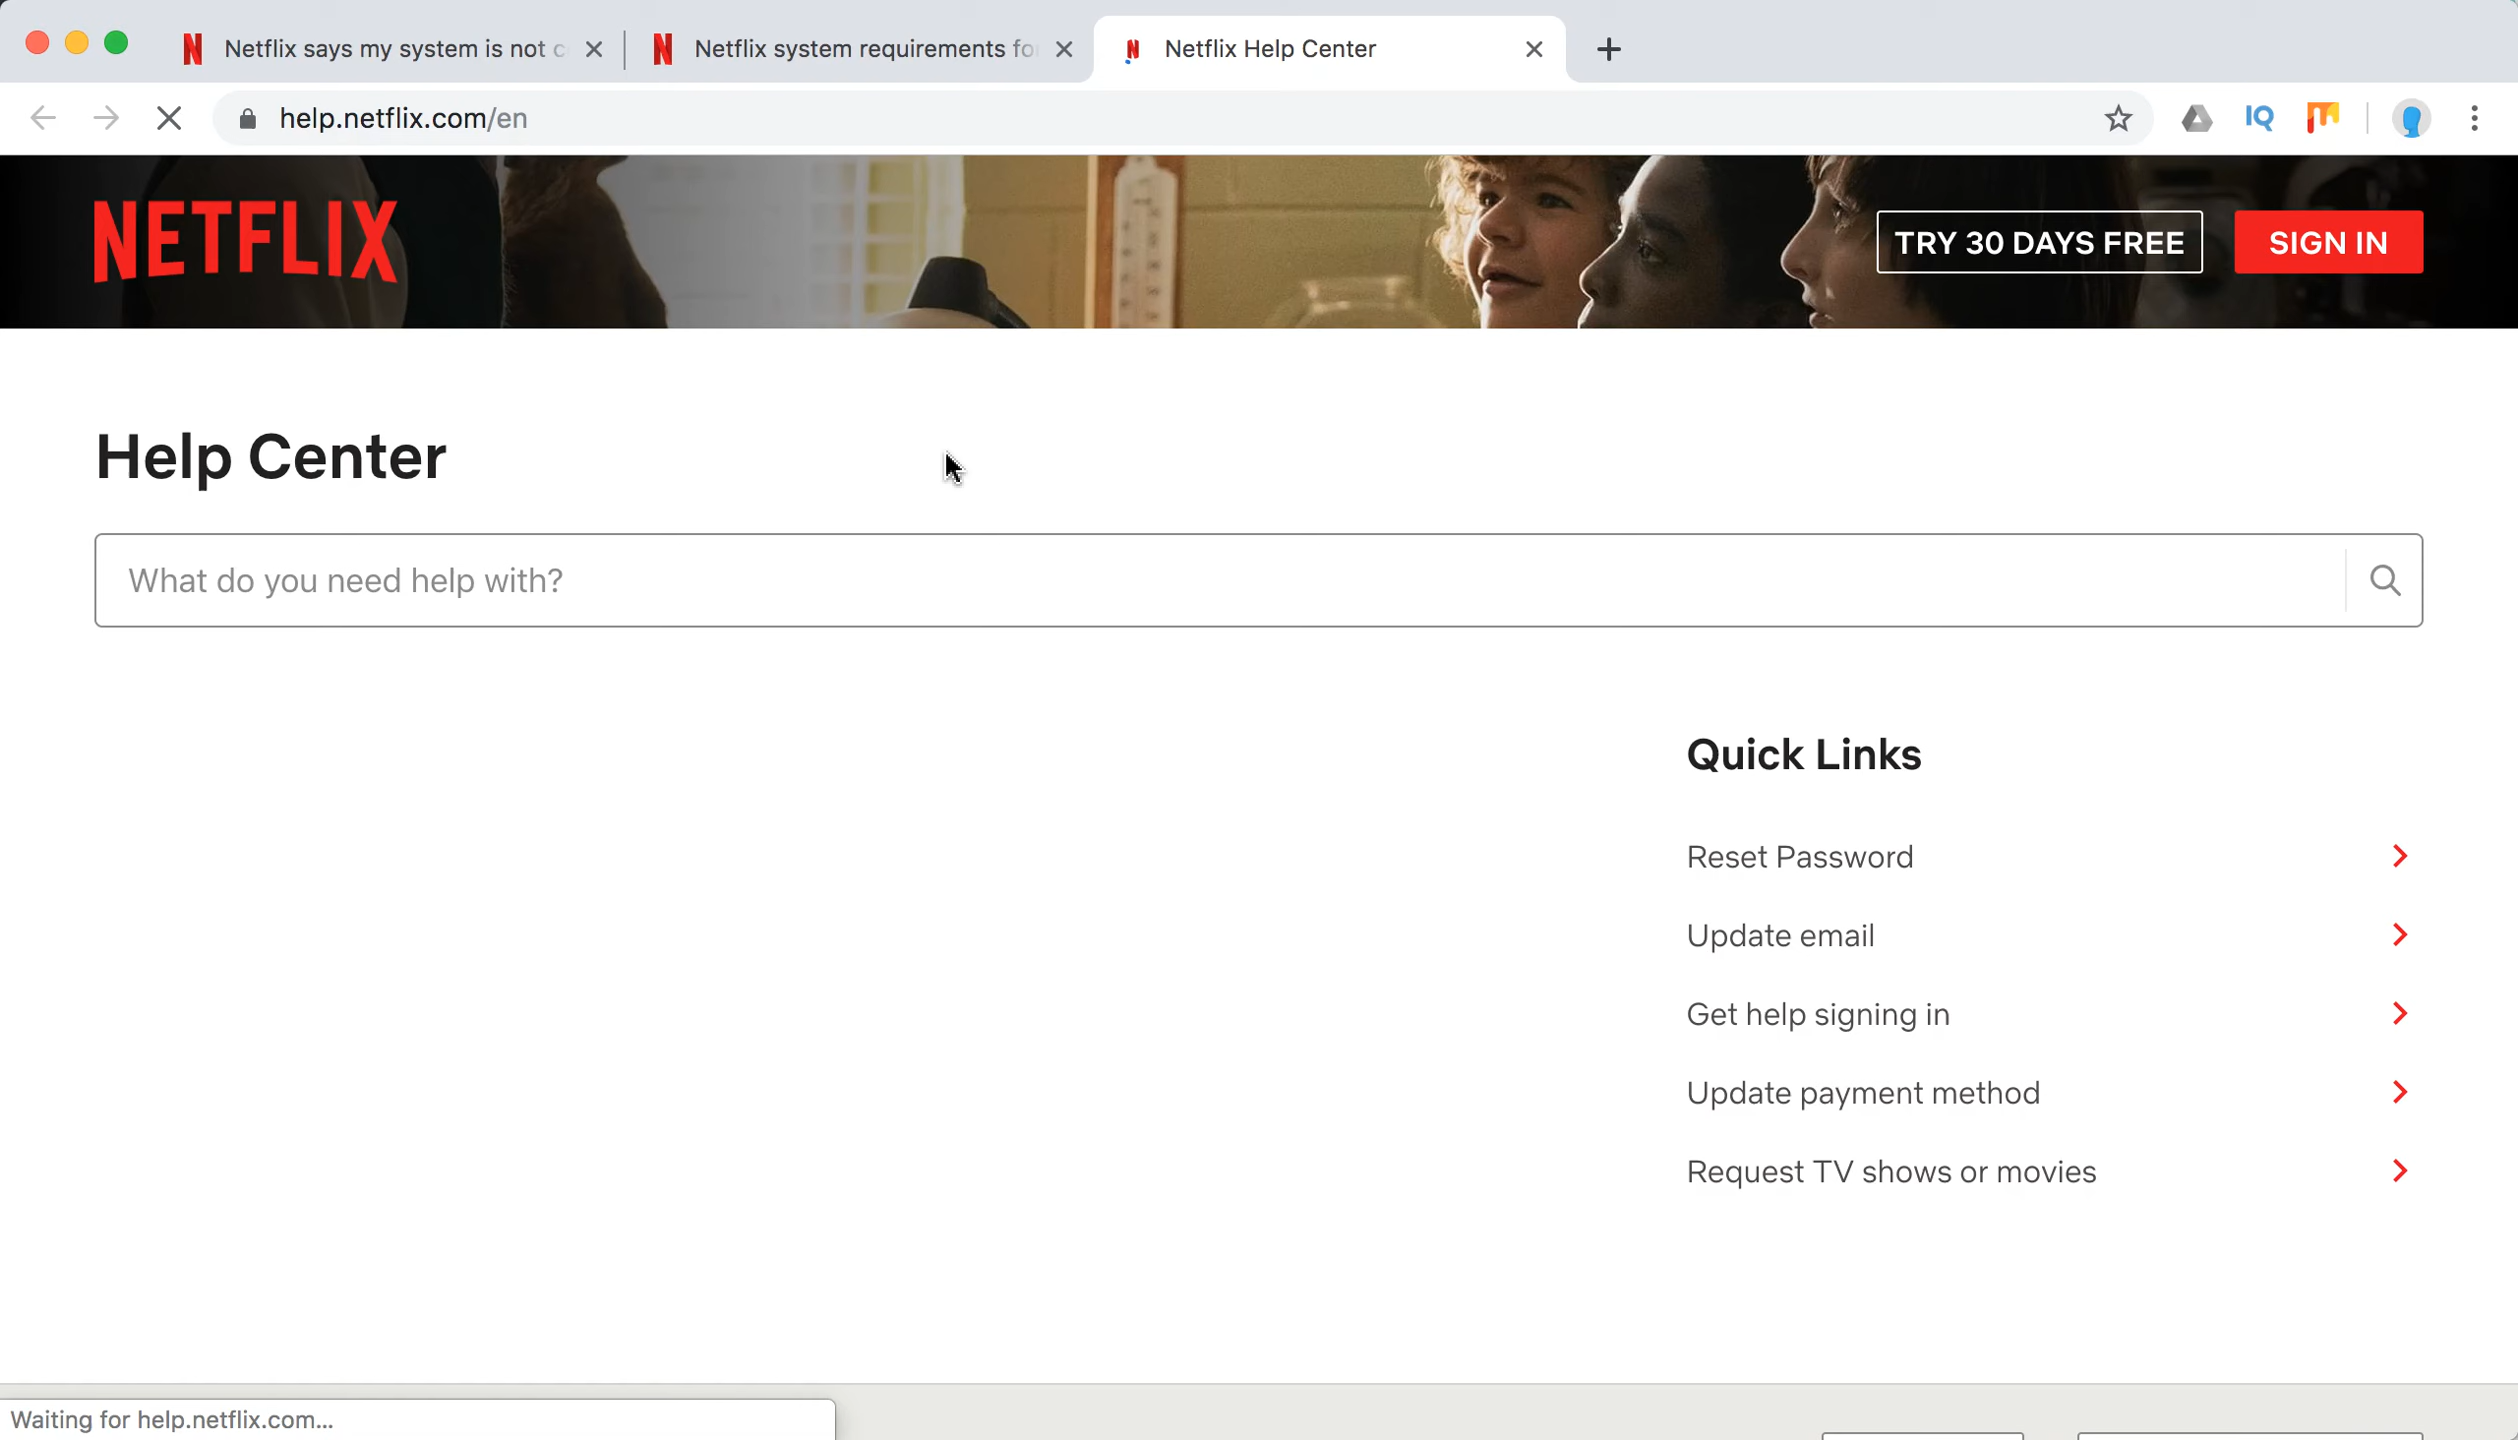 Netflix says my system is not c
Netflix system requirements fo
Netflix Help Center
help.netflix.com/en
IQ
NETFLIX
TRY 30 DAYS FREE
SIGN IN
Help Center
What do you need help with?
Quick Links
Reset Password
Update email
Get help signing in
Update payment method
Request TV shows or movies
Waiting for help.netflix.com...